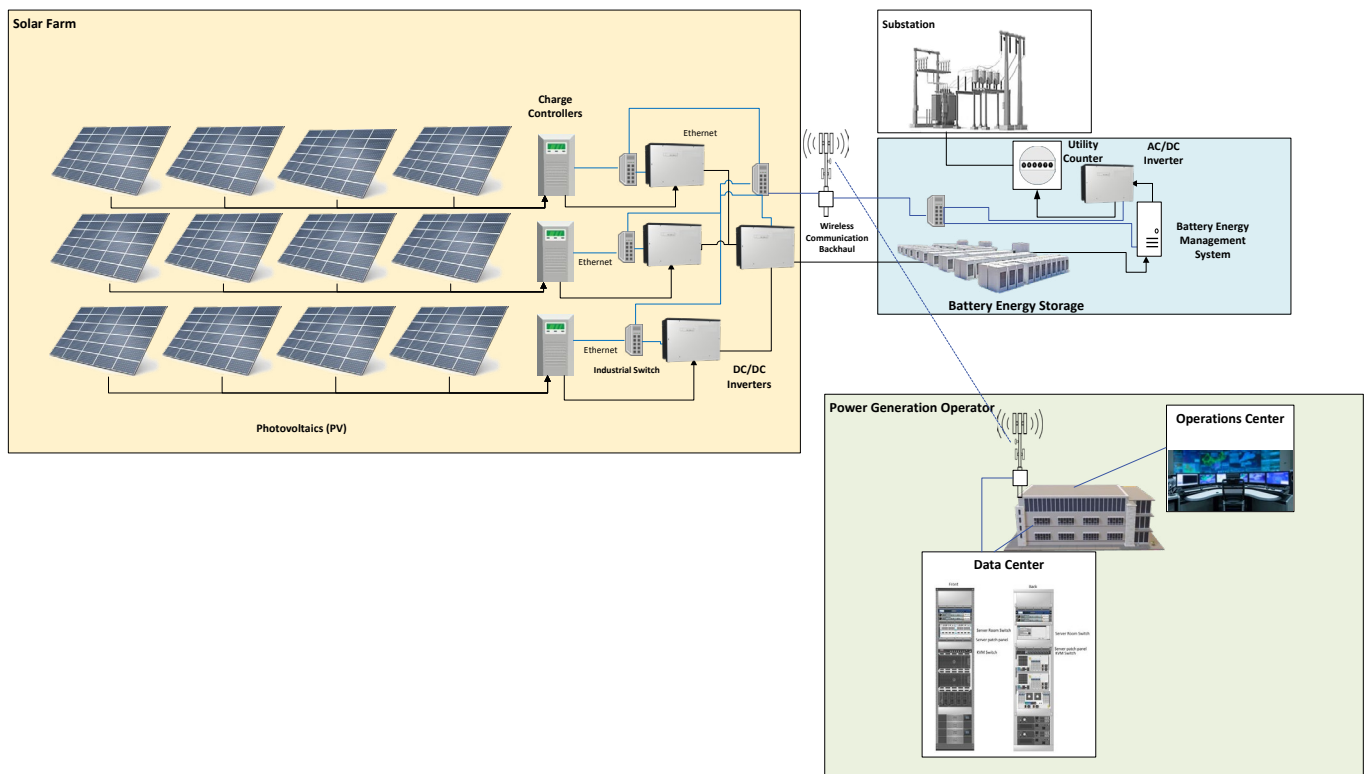 Solar Farm
Charge
Controllers
Ethernet
Ethernet
Ethernet
Industrial Switch
DC/DC
Inverters
Photovoltaics (PV)
Wireless
Communication
Backhaul
Substation
Utility
Counter
AC/DC
Inverter
Battery Energy
Management
System
Battery Energy Storage
Power Generation Operator
Operations Center
Data Center
Front
Back
Server Room Switch
Server patch panel
KVM Switch
Server Room Switch
Server patch panel
KVM Switch